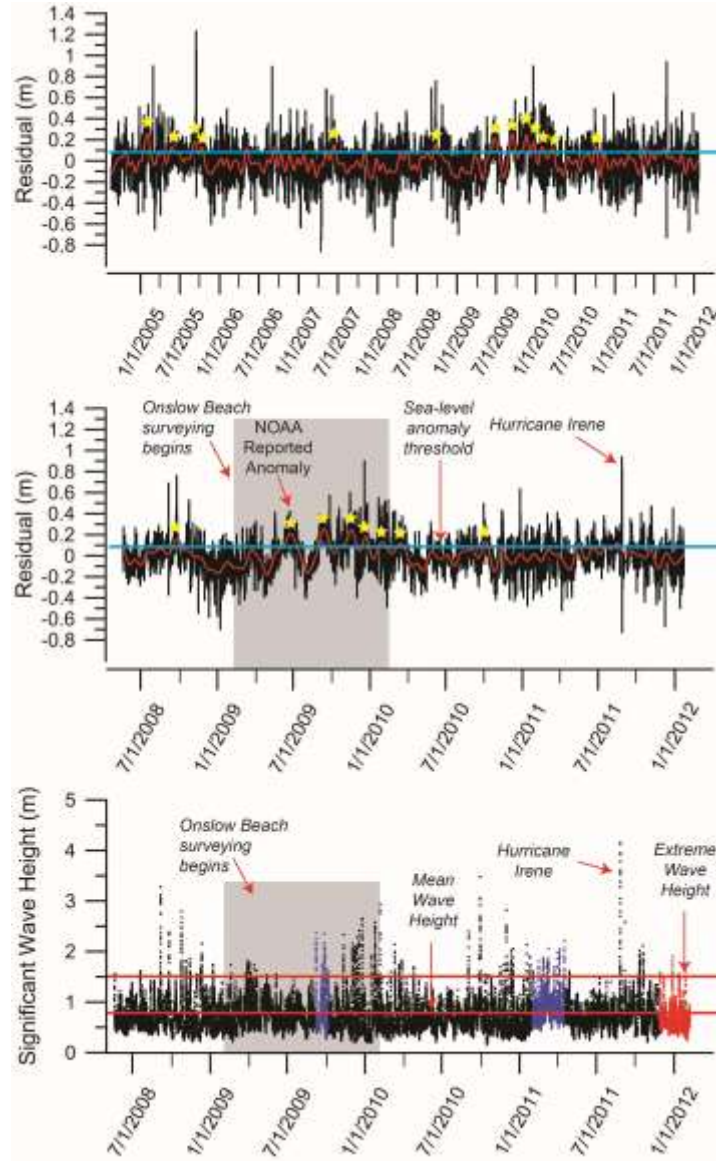 1.4
1.2
1
0.8
0.6
0.4
0.2
0
-0.2
-0.4
-0.6
-0.8
Residual (m)
1/1/2005
7/1/2005
1/1/2006
7/1/2006
1/1/2007
7/1/2007
1/1/2008
7/1/2008
1/1/2009
7/1/2009
1/1/2010
7/1/2010
1/1/2011
7/1/2011
1/1/2012
1.4
1.2
1
0.8
0.6
0.4
0.2
0
-0.2
-0.4
-0.6
-0.8
Residual (m)
Onslow Beach
surveying
begins
NOAA
Reported
Anomaly
Sea-level
anomaly
threshold
Hurricane Irene
7/1/2008
1/1/2009
7/1/2009
1/1/2010
7/1/2010
1/1/2011
7/1/2011
1/1/2012
5
4
3
2
1
0
Significant Wave Height (m)
Onslow Beach
surveying
begins
Mean
Wave
Height
Hurricane
Irene
Extreme
Wave
Height
7/1/2008
1/1/2009
7/1/2009
1/1/2010
7/1/2010
1/1/2011
7/1/2011
1/1/2012